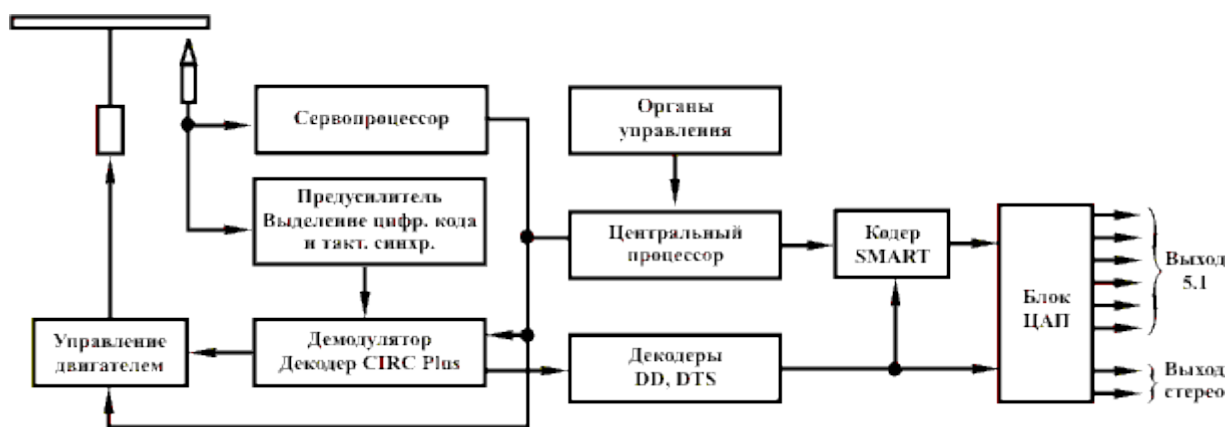 Сервопроцессор
Органы
управления
Предусилитель
Выделение цифр. кода
и такт. синхр.
Центральный
процессор
Кодер
SMART
Блок
ЦАП
Выход
5.1
Управление
двигателем
Демодулятор
Декодер CIRC Plus
Декодеры
DD, DTS
Выход
стерео